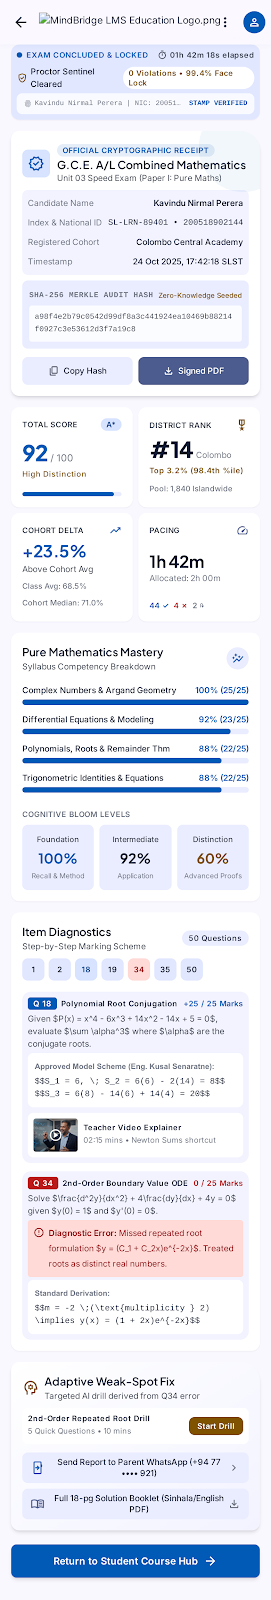 MindBridge LMS Education Logo.png
EXAM CONCLUDED & LOCKED 01h 42m 18s elapsed
Proctor Sentinel Cleared
0 Violations • 99.4% Face Lock
Kavindu Nirmal Perera | NIC: 20051… STAMP VERIFIED
OFFICIAL CRYPTOGRAPHIC RECEIPT
G.C.E. A/L Combined Mathematics
Unit 03 Speed Exam (Paper I: Pure Maths)
Candidate Name Kavindu Nirmal Perera
Index & National ID SL-LRN-89401 • 200518902144
Registered Cohort Colombo Central Academy
Timestamp 24 Oct 2025, 17:42:18 SLST
SHA-256 MERKLE AUDIT HASH Zero-Knowledge Seeded
a98f4e2b79c0542d99df8a3c441924ea10469b88214
f0927c3e53612d3f7a19c8
Copy Hash
Signed PDF
TOTAL SCORE A*
92 / 100
High Distinction
DISTRICT RANK
#14 Colombo
Top 3.2% (98.4th %ile)
Pool: 1,840 Islandwide
COHORT DELTA
+23.5%
Above Cohort Avg
Class Avg: 68.5%
Cohort Median: 71.0%
PACING
1h 42m
Allocated: 2h 00m
44 ✓ 4 × 2
Pure Mathematics Mastery
Syllabus Competency Breakdown
Complex Numbers & Argand Geometry 100% (25/25)
Differential Equations & Modeling 92% (23/25)
Polynomials, Roots & Remainder Thm 88% (22/25)
Trigonometric Identities & Equations 88% (22/25)
COGNITIVE BLOOM LEVELS
Foundation
100%
Recall & Method
Intermediate
92%
Application
Distinction
60%
Advanced Proofs
Item Diagnostics
Step-by-Step Marking Scheme
50 Questions
1 2 18 19 34 35 50
Q 18 Polynomial Root Conjugation +25 / 25 Marks
Given $P(x) = x^4 - 6x^3 + 14x^2 - 14x + 5 = 0$,
evaluate $\sum \alpha^3$ where $\alpha$ are the
conjugate roots.
Approved Model Scheme (Eng. Kusal Senaratne):
$$S_1 = 6, \; S_2 = 6(6) - 2(14) = 8$$
$$S_3 = 6(8) - 14(6) + 14(4) = 20$$
Teacher Video Explainer
02:15 mins • Newton Sums shortcut
Q 34 2nd-Order Boundary Value ODE 0 / 25 Marks
Solve $\frac{d^2y}{dx^2} + 4\frac{dy}{dx} + 4y = 0$
given $y(0) = 1$ and $y'(0) = 0$.
Diagnostic Error: Missed repeated root
formulation $y = (C_1 + C_2x)e^{-2x}$. Treated
roots as distinct real numbers.
Standard Derivation:
$$m = -2 \;(\text{multiplicity } 2)
\implies y(x) = (1 + 2x)e^{-2x}$$
Adaptive Weak-Spot Fix
Targeted AI drill derived from Q34 error
2nd-Order Repeated Root Drill
5 Quick Questions • 10 mins
Start Drill
Send Report to Parent WhatsApp (+94 77
•••• 921)
Full 18-pg Solution Booklet (Sinhala/English
PDF)
Return to Student Course Hub